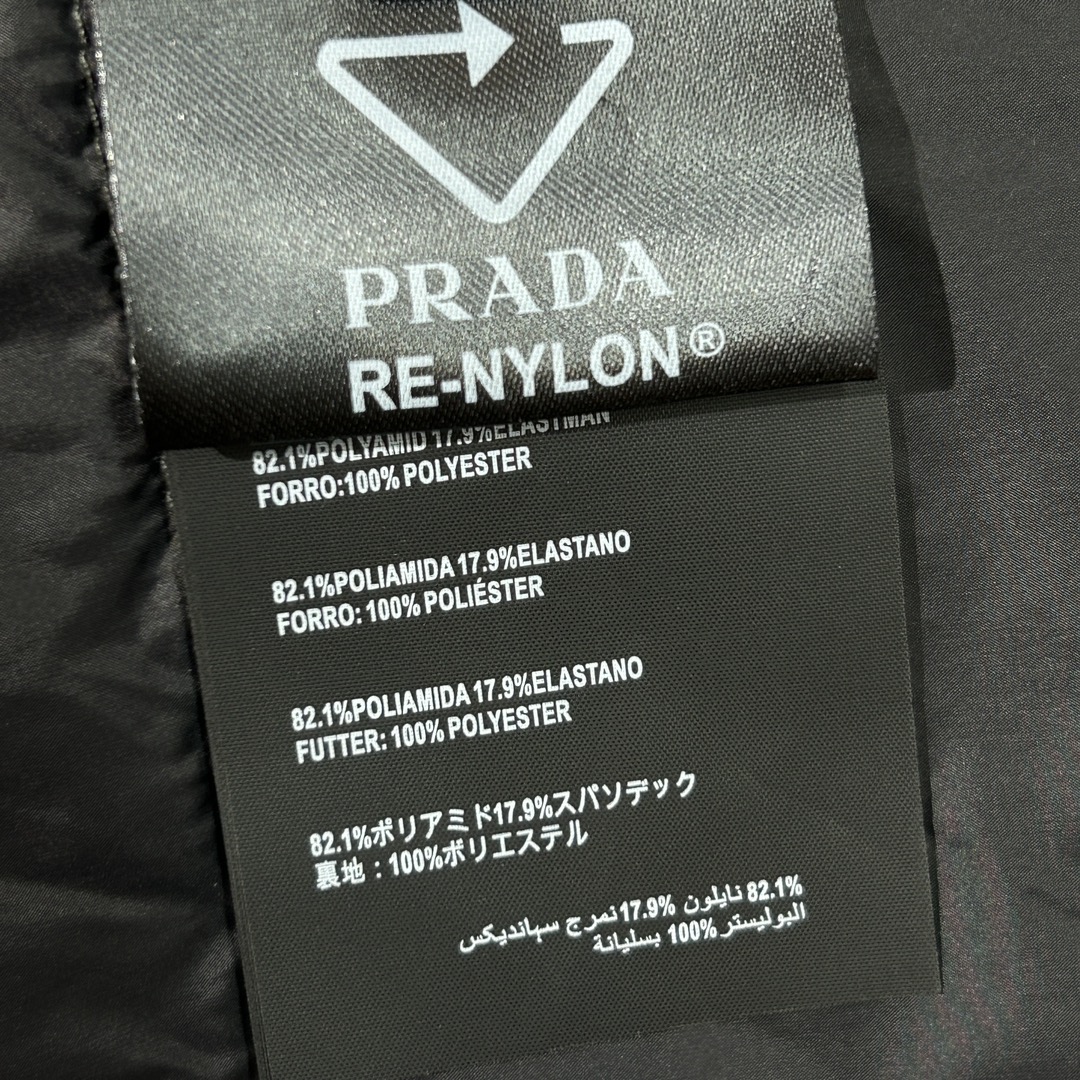 PRADA
RE-NYLON®
82.1%POLYAMID 17.9%ELASTMAN
FORRO:100% POLYESTER
82.1%POLIAMIDA 17.9%ELASTANO
FORRO: 100% POLIÉSTER
82.1%POLIAMIDA 17.9%ELASTANO
FUTTER: 100% POLYESTER
82.1%ポリアミド17.9%スパソデック
裏地：100%ポリエステル
82.1% نايلون 17.9%نمرج سهانديكس
البوليستر 100% بسليانة